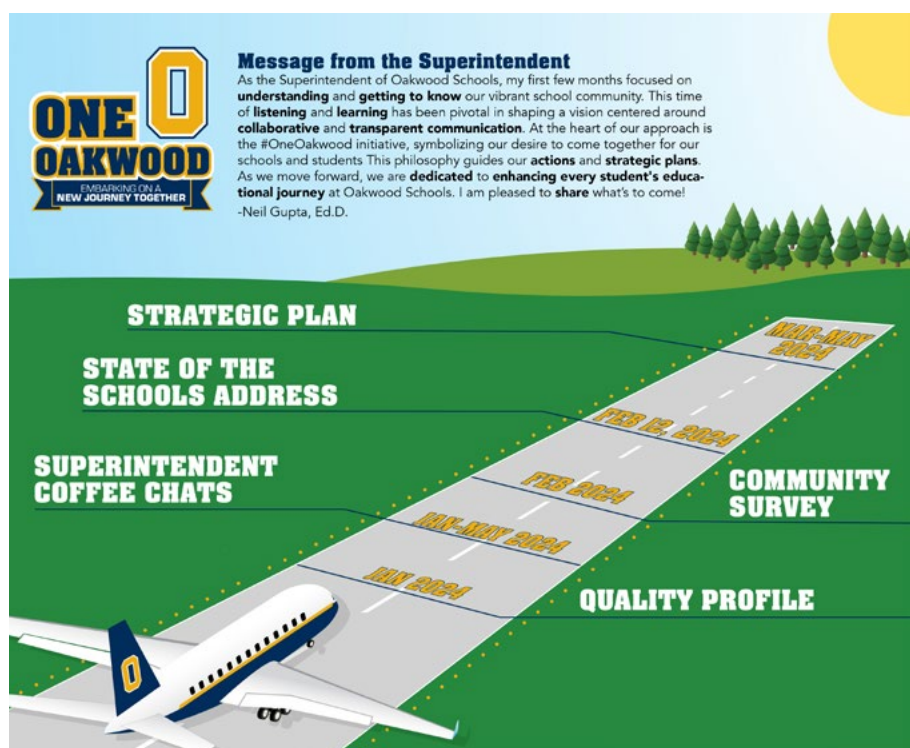 ONE
OAKWOOD
EMBARKING ON A
NEW JOURNEY TOGETHER
O
Message from the Superintendent
As the Superintendent of Oakwood Schools, my first few months focused on
understanding and getting to know our vibrant school community. This time
of listening and learning has been pivotal in shaping a vision centered around
collaborative and transparent communication. At the heart of our approach is
the #OneOakwood initiative, symbolizing our desire to come together for our
schools and students This philosophy guides our actions and strategic plans.
As we move forward, we are dedicated to enhancing every student's educa-
tional journey at Oakwood Schools. I am pleased to share what's to come!
-Neil Gupta, Ed.D.
STRATEGIC PLAN
MAR-MAY
2024
STATE OF THE
SCHOOLS ADDRESS
FEB 12, 2024
SUPERINTENDENT
COFFEE CHATS
FEB 2024
COMMUNITY
SURVEY
JAN-MAY 2024
JAN 2024
QUALITY PROFILE
O